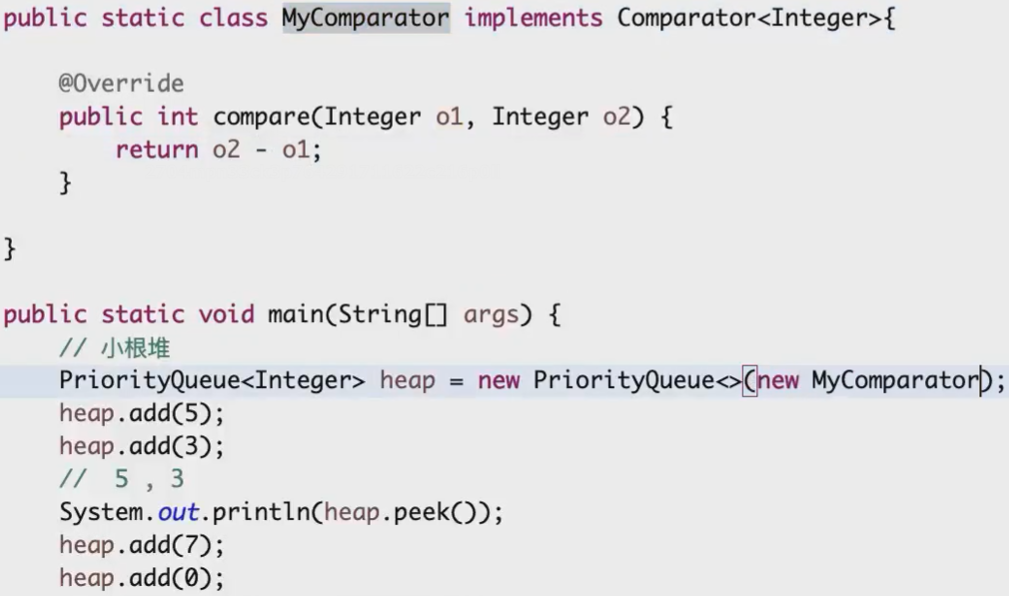 public static class MyComparator implements Comparator<Integer>{
@Override
public int compare(Integer o1, Integer o2) {
return o2 - o1;
}
}
public static void main(String[] args) {
// 小根堆
PriorityQueue<Integer> heap = new PriorityQueue<>(new MyComparator);
heap.add(5);
heap.add(3);
//  5 , 3
System.out.println(heap.peek());
heap.add(7);
heap.add(0);